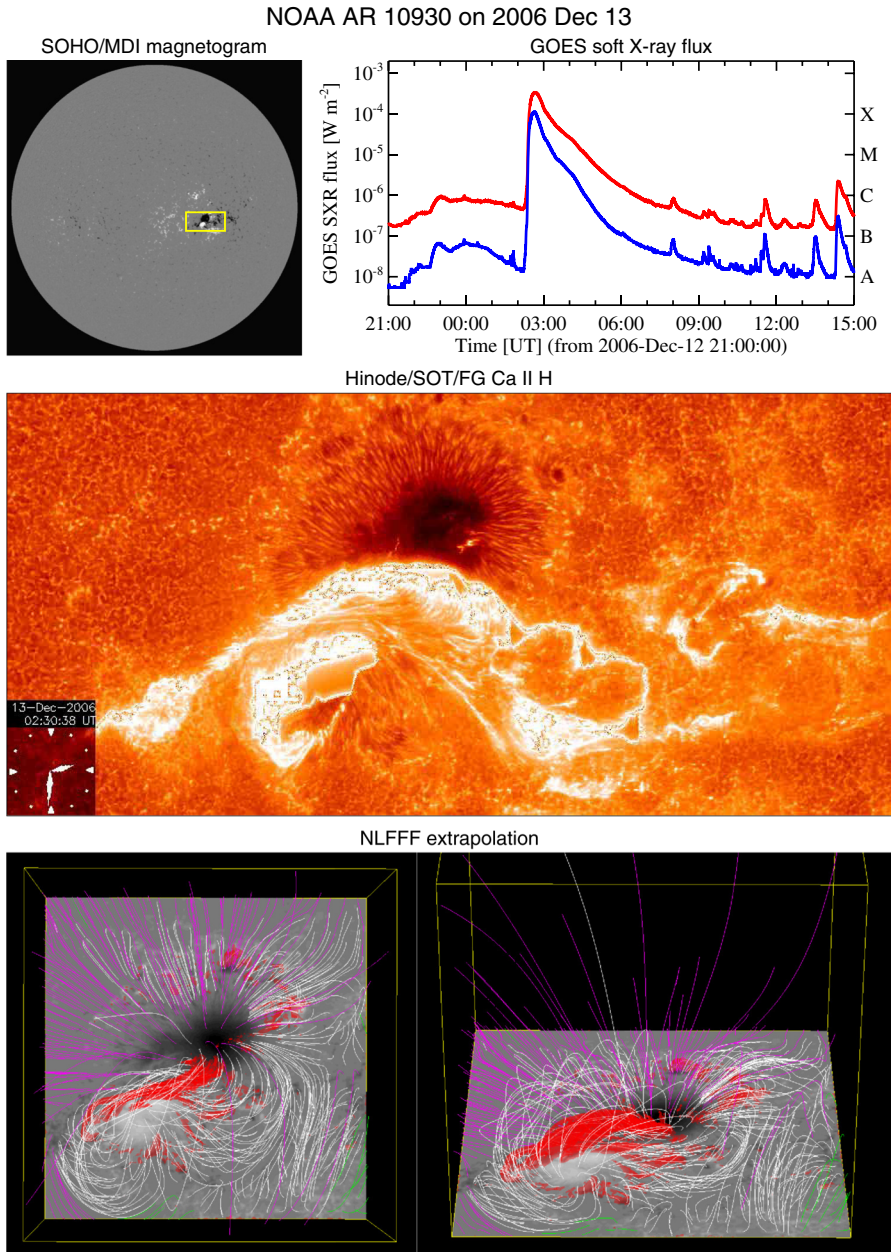 NOAA AR 10930 on 2006 Dec 13
SOHO/MDI magnetogram
GOES soft X-ray flux
GOES SXR flux [W m⁻²]
10⁻³
10⁻⁴
10⁻⁵
10⁻⁶
10⁻⁷
10⁻⁸
X
M
C
B
A
21:00 00:00 03:00 06:00 09:00 12:00 15:00
Time [UT] (from 2006-Dec-12 21:00:00)
Hinode/SOT/FG Ca II H
13-Dec-2006
02:30:38 UT
NLFFF extrapolation